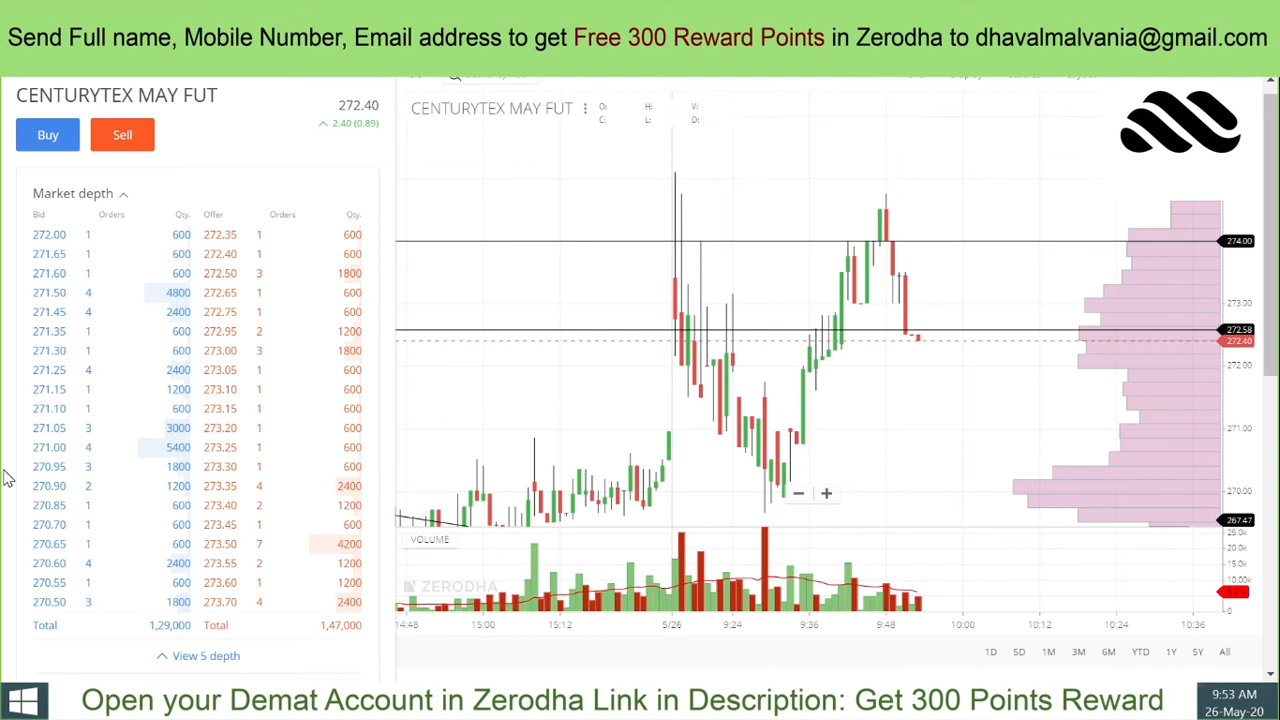 Send Full name, Mobile Number, Email address to get Free 300 Reward Points in Zerodha to dhavalmalvania@gmail.com
CENTURYTEX MAY FUT
272.40
2.40 (0.89)
Buy
Sell
Market depth
Bid Orders Qty. Offer Orders Qty.
272.00 1 600 272.35 1 600
271.65 1 600 272.40 1 600
271.60 1 600 272.50 3 1800
271.50 4 4800 272.65 1 600
271.45 4 2400 272.75 1 600
271.35 1 600 272.95 2 1200
271.30 1 600 273.00 3 1800
271.25 4 2400 273.05 1 600
271.15 1 1200 273.10 1 600
271.10 1 600 273.15 1 600
271.05 3 3000 273.20 1 600
271.00 4 5400 273.25 1 600
270.95 3 1800 273.30 1 600
270.90 2 1200 273.35 4 2400
270.85 1 600 273.40 2 1200
270.70 1 600 273.45 1 600
270.65 1 600 273.50 7 4200
270.60 4 2400 273.55 2 1200
270.55 1 600 273.60 1 1200
270.50 3 1800 273.70 4 2400
Total 1,29,000 Total 1,47,000
View 5 depth
CENTURYTEX MAY FUT
O: H: V:
C: L: D:
274.00
273.00
272.58
272.40
272.00
271.00
270.00
267.47
VOLUME
25.0k
20.0k
15.0k
10.00k
0
ZERODHA
14:48 15:00 15:12 5/26 9:24 9:36 9:48 10:00 10:12 10:24 10:36
1D 5D 1M 3M 6M YTD 1Y 5Y All
Open your Demat Account in Zerodha Link in Description: Get 300 Points Reward
9:53 AM
26-May-20